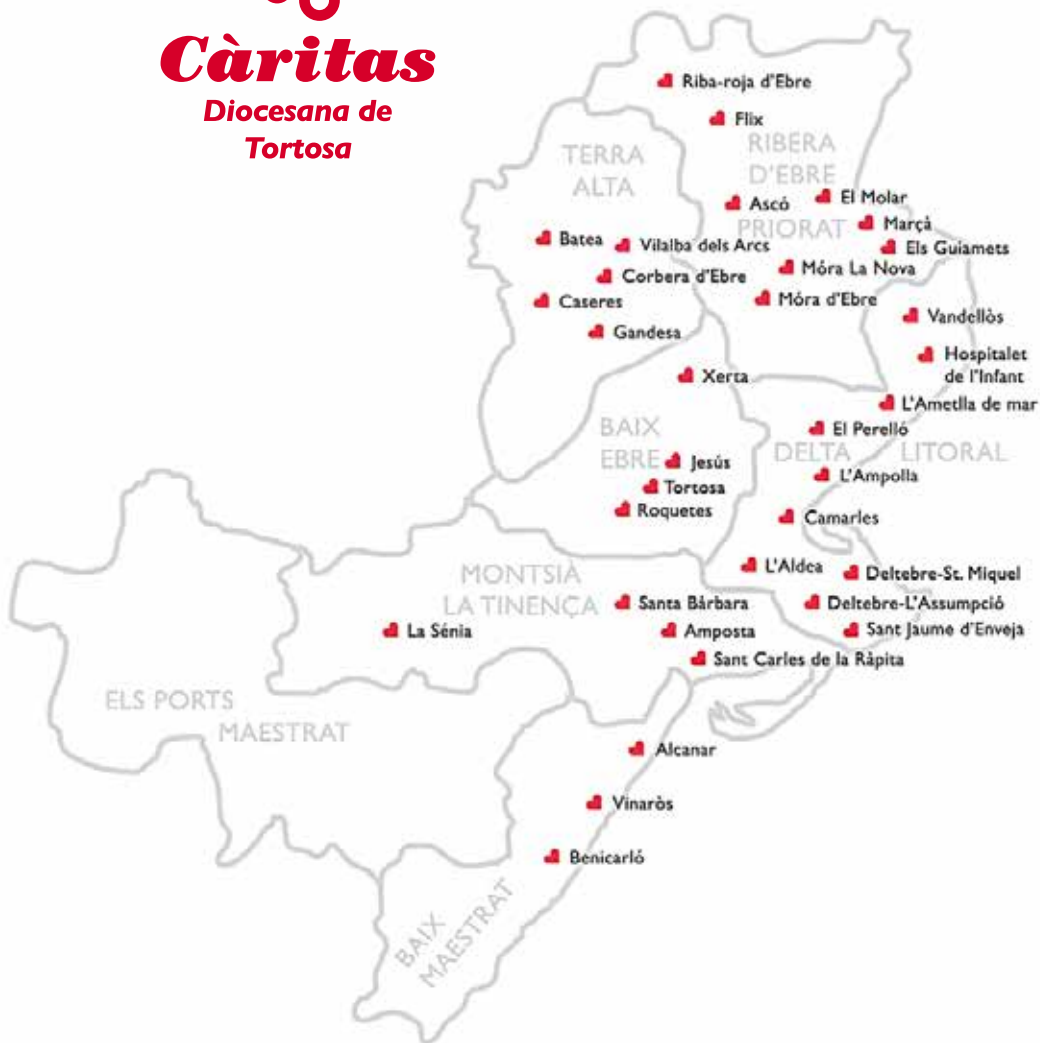 Càritas
Diocesana de
Tortosa
Riba-roja d'Ebre
Flix
RIBERA
D'EBRE
PRIORAT
TERRA
ALTA
Ascó
El Molar
Marçà
Els Guiamets
Batea
Vilalba dels Arcs
Móra La Nova
Corbera d'Ebre
Caseres
Móra d'Ebre
Gandesa
Vandellòs
Hospitalet
de l'Infant
Xerta
L'Ametlla de mar
BAIX
EBRE
El Perelló
DELTA
LITORAL
Jesús
L'Ampolla
Tortosa
Roquetes
Camarles
MONTSIÀ
LA TINENÇA
L'Aldea
Deltebre-St. Miquel
Santa Bàrbara
Deltebre-L'Assumpció
La Sénia
Amposta
Sant Jaume d'Enveja
Sant Carles de la Ràpita
ELS PORTS
MAESTRAT
Alcanar
Vinaròs
Benicarló
BAIX
MAESTRAT